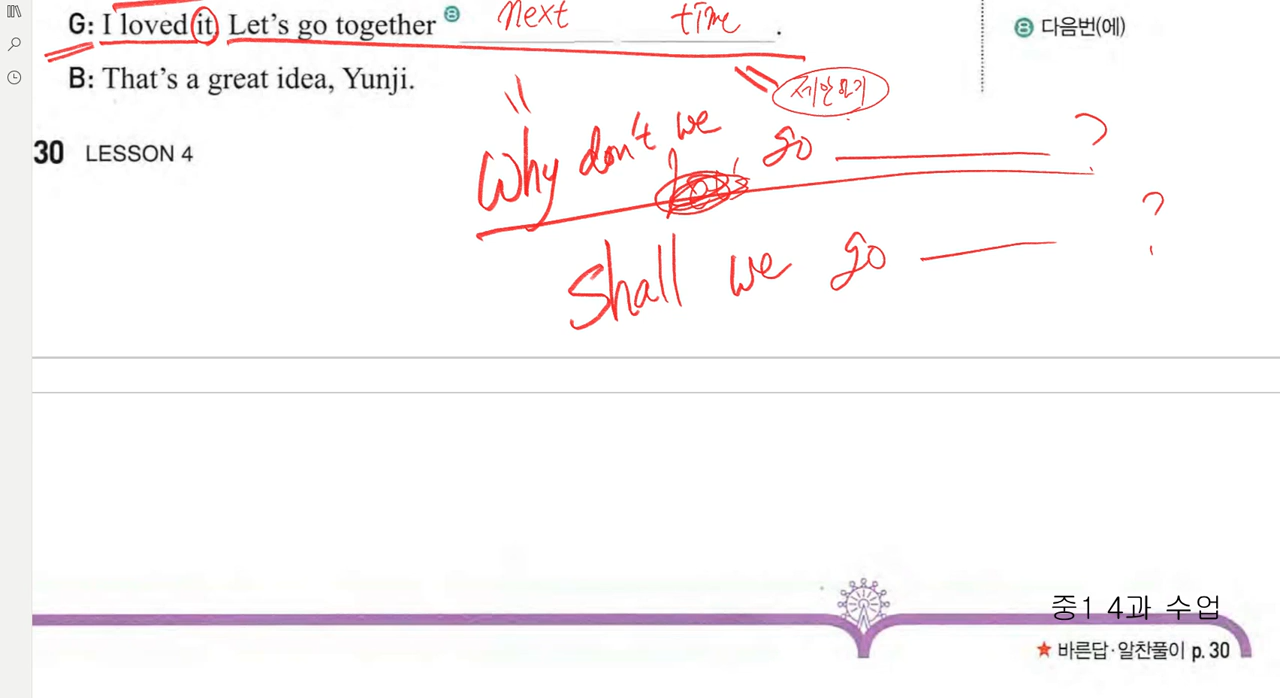 G: I loved it. Let's go together ⑧ next time.
⑧ 다음번(에)
B: That's a great idea, Yunji.
제안하기
" Why don't we go ?
Shall we go ?
30 LESSON 4
중1 4과 수업
★ 바른답·알찬풀이 p. 30